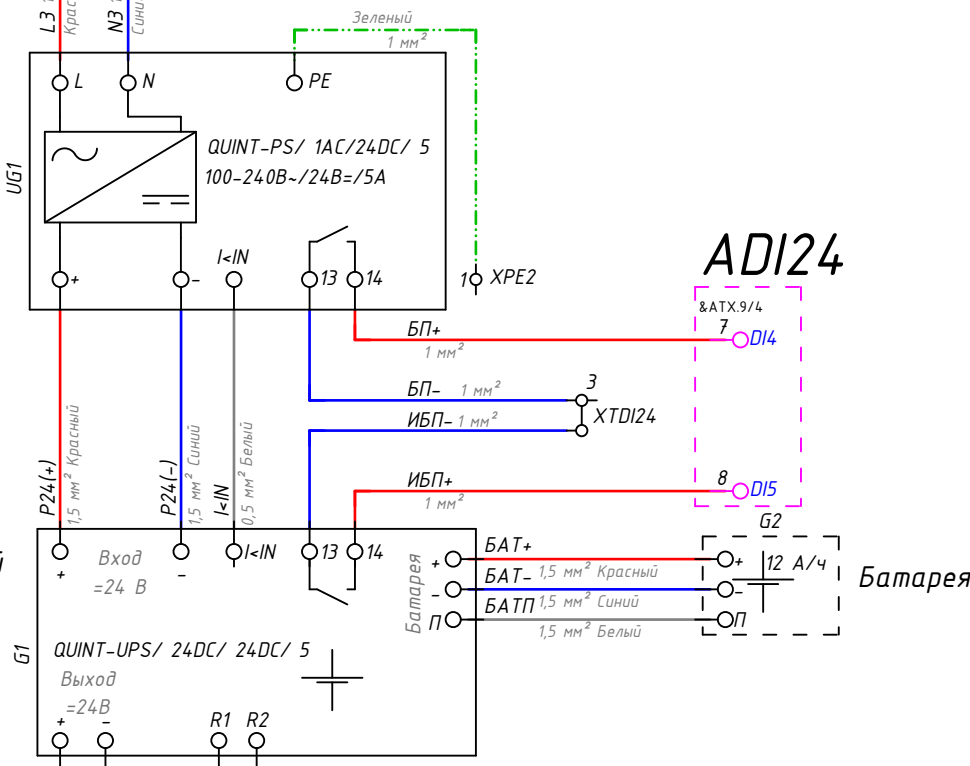 L3
Крас
N3
Сини
Зеленый
1 мм²
L
N
PE
UG1
QUINT-PS/ 1AC/24DC/ 5
100-240В~/24В=/5А
I<IN
+
-
13
14
1
XPE2
ADI24
&ATX.9/4
7
DI4
БП+
1 мм²
БП-
1 мм²
3
XTDI24
ИБП-
1 мм²
ИБП+
1 мм²
8
DI5
P24(+)
1,5 мм² Красный
P24(-)
1,5 мм² Синий
I<IN
0,5 мм² Белый
G1
+
Вход
=24 В
-
I<IN
13
14
Батарея
+
-
П
БАТ+
1,5 мм² Красный
БАТ-
1,5 мм² Синий
БАТП
1,5 мм² Белый
G2
+
12 А/ч
-
П
Батарея
QUINT-UPS/ 24DC/ 24DC/ 5
Выход
=24В
+
-
R1
R2